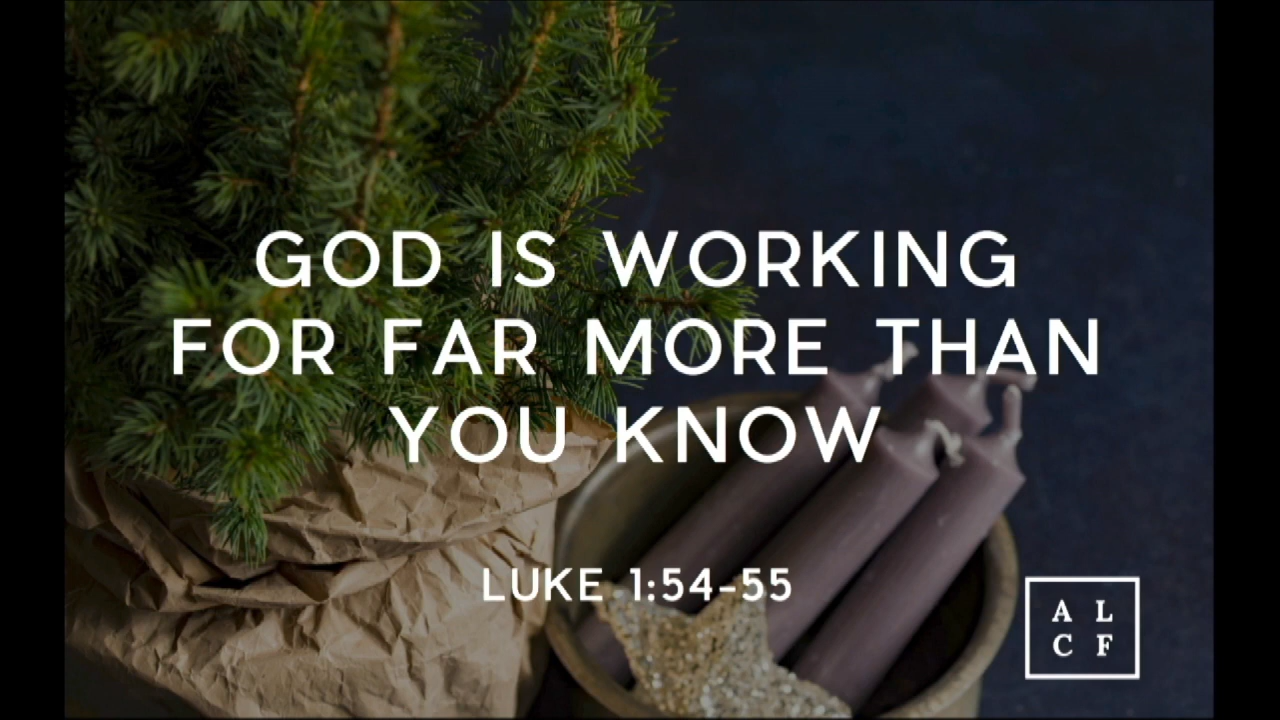 GOD IS WORKING
FOR FAR MORE THAN
YOU KNOW
LUKE 1:54-55
A L
C F